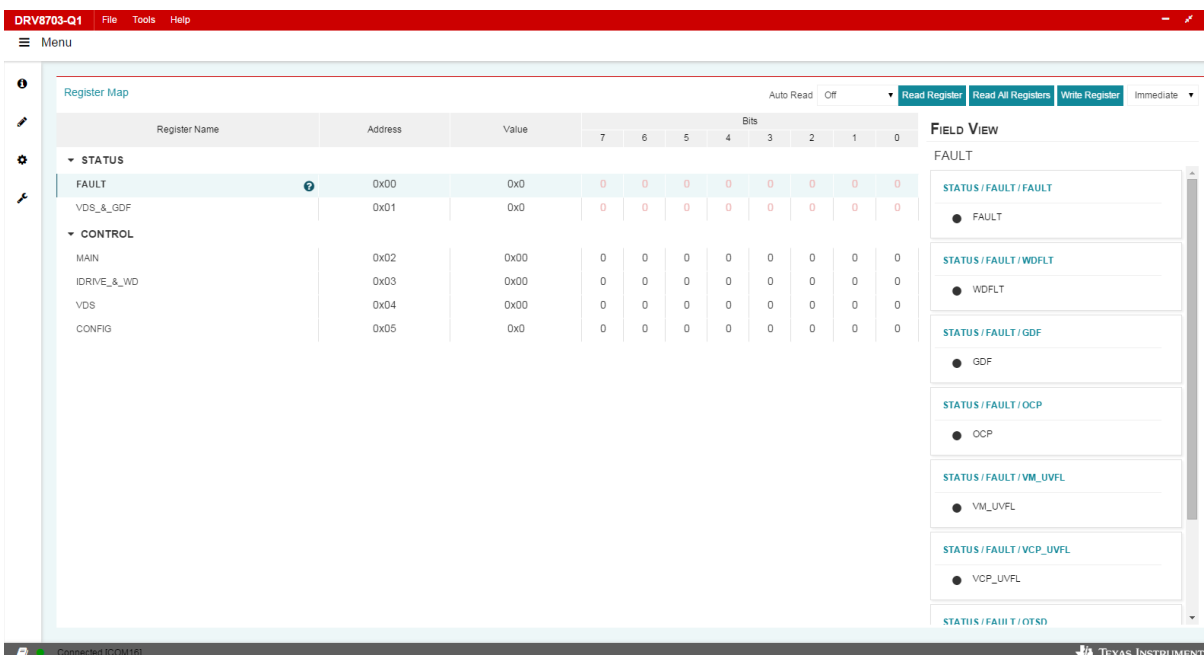 DRV8703-Q1 File Tools Help
Menu
Register Map Auto Read Off Read Register Read All Registers Write Register Immediate
Register Name Address Value Bits
7 6 5 4 3 2 1 0
STATUS
FAULT 0x00 0x0 0 0 0 0 0 0 0 0
VDS_&_GDF 0x01 0x0 0 0 0 0 0 0 0 0
CONTROL
MAIN 0x02 0x00 0 0 0 0 0 0 0 0
IDRIVE_&_WD 0x03 0x00 0 0 0 0 0 0 0 0
VDS 0x04 0x00 0 0 0 0 0 0 0 0
CONFIG 0x05 0x0 0 0 0 0 0 0 0 0
FIELD VIEW
FAULT
STATUS / FAULT / FAULT
FAULT
STATUS / FAULT / WDFLT
WDFLT
STATUS / FAULT / GDF
GDF
STATUS / FAULT / OCP
OCP
STATUS / FAULT / VM_UVFL
VM_UVFL
STATUS / FAULT / VCP_UVFL
VCP_UVFL
STATUS / FAULT / OTSD
Connected [COM16]
TEXAS INSTRUMENT